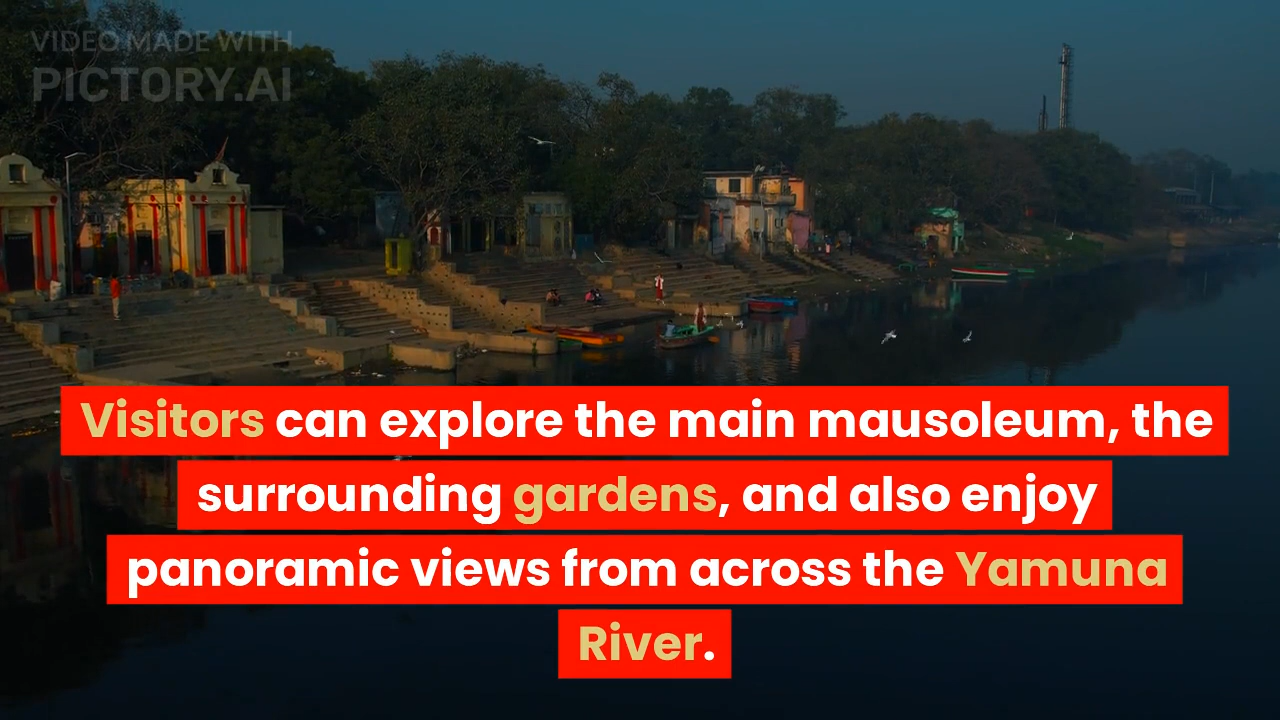 VIDEO MADE WITH
PICTORY.AI
Visitors can explore the main mausoleum, the
surrounding gardens, and also enjoy
panoramic views from across the Yamuna
River.